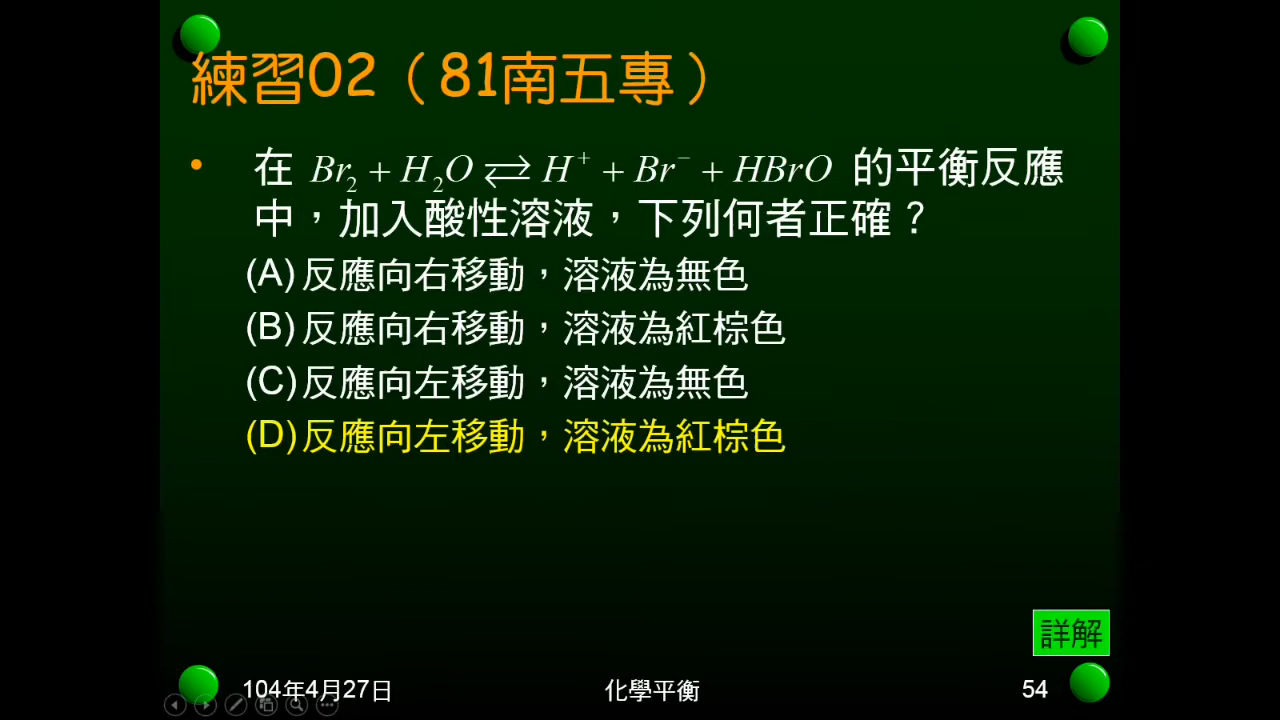 練習02（81南五專）
• 在 Br₂ + H₂O ⇄ H⁺ + Br⁻ + HBrO 的平衡反應
中，加入酸性溶液，下列何者正確？
(A) 反應向右移動，溶液為無色
(B) 反應向右移動，溶液為紅棕色
(C) 反應向左移動，溶液為無色
(D) 反應向左移動，溶液為紅棕色
詳解
104年4月27日 化學平衡 54